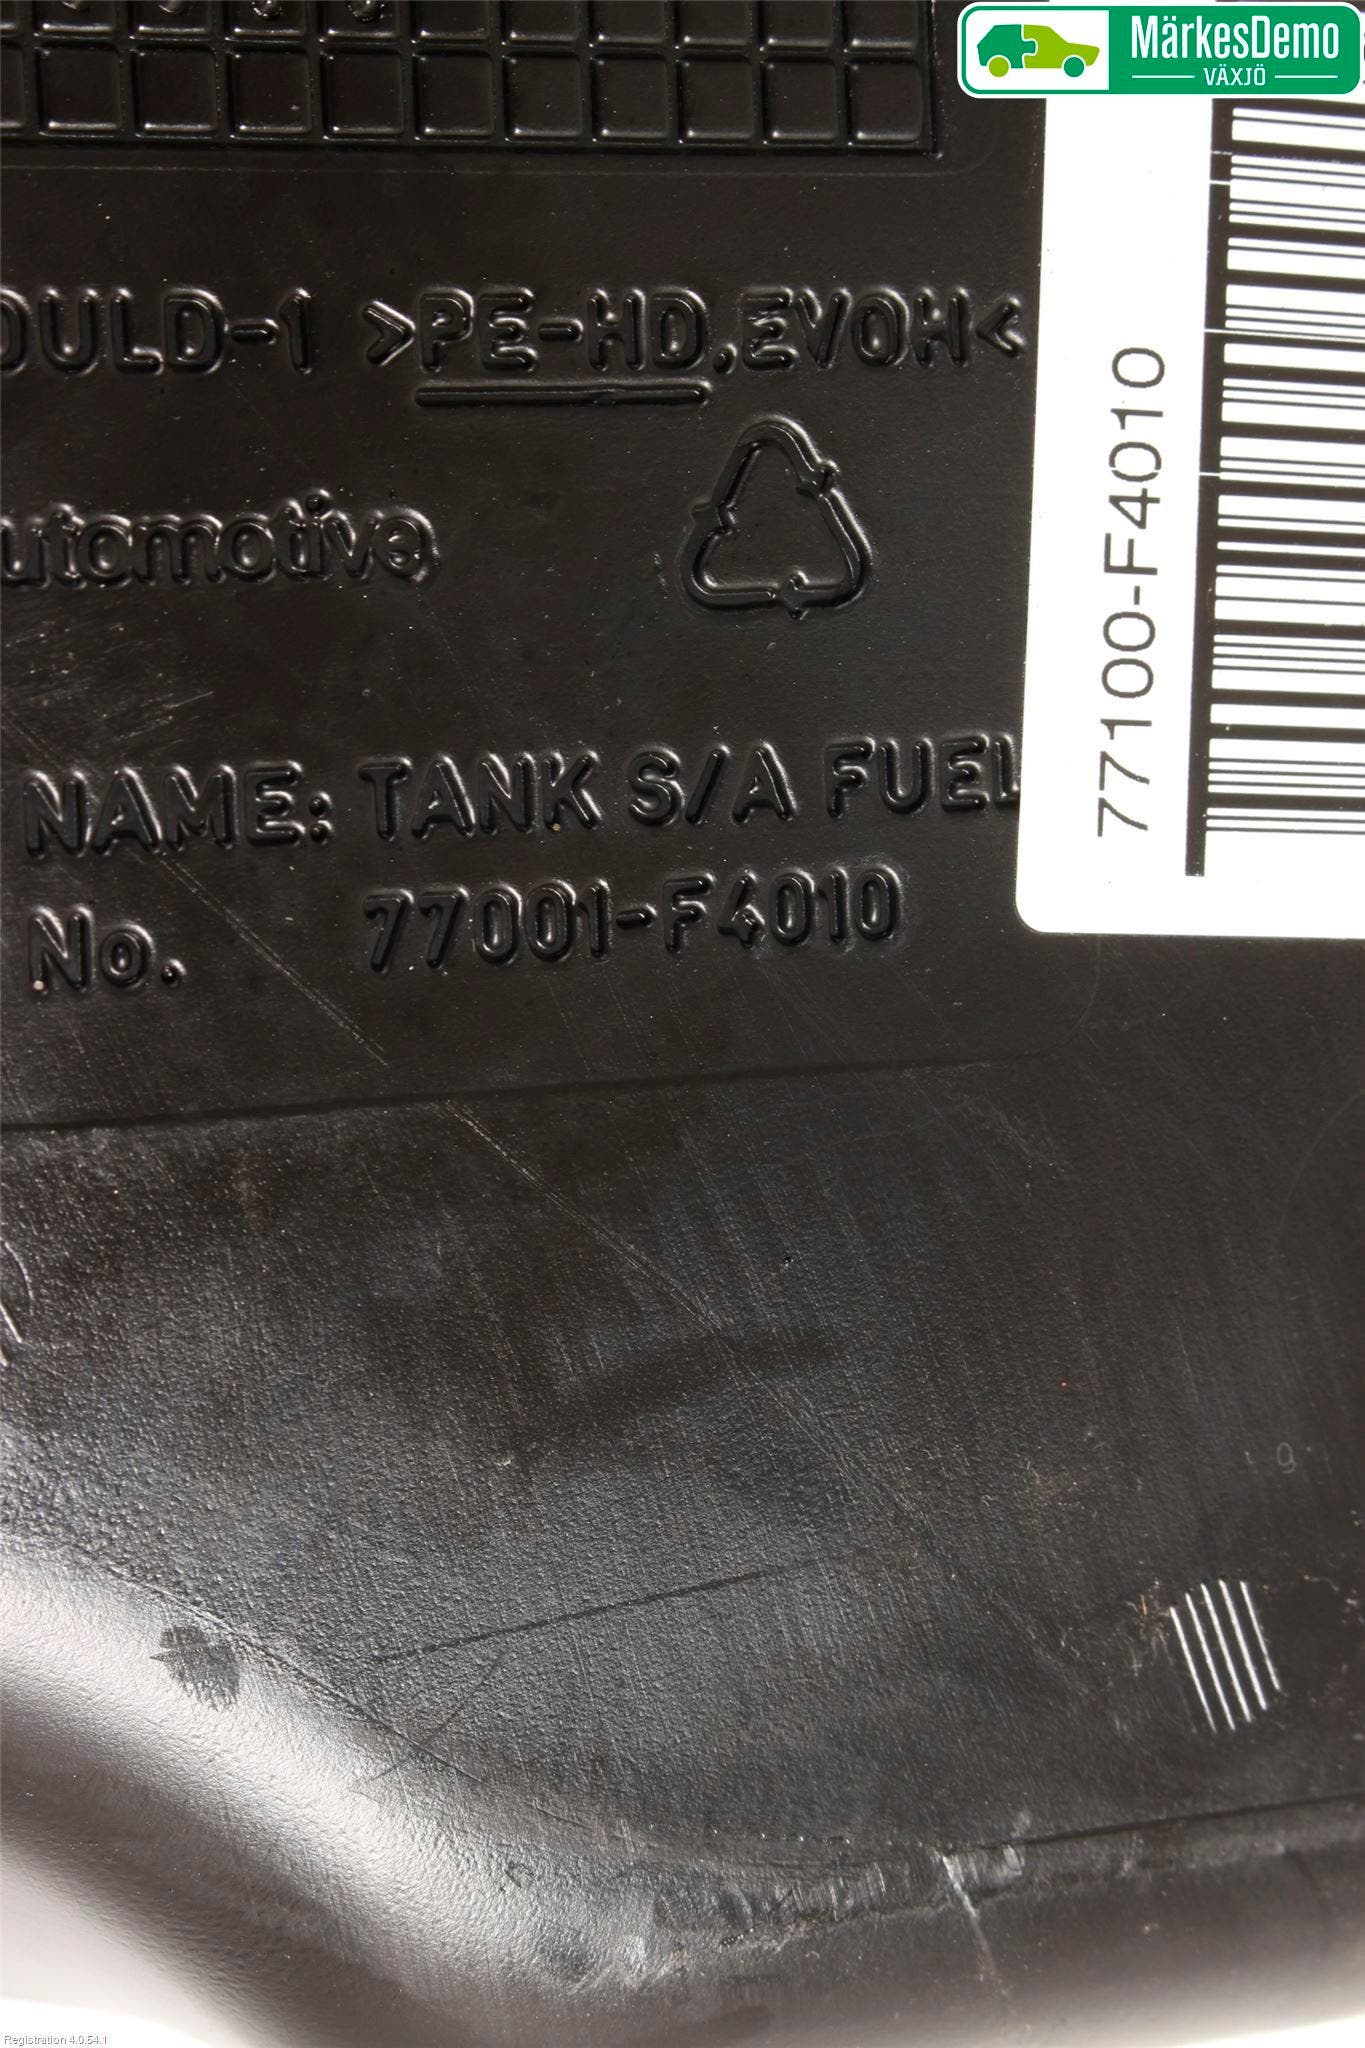 MärkesDemo
VÄXJÖ
OULD-1 >PE-HD,EVOH<
utomotive
NAME: TANK S/A FUEL
No. 77001-F4010
77100-F4010
9
Registration 4.0.54.1